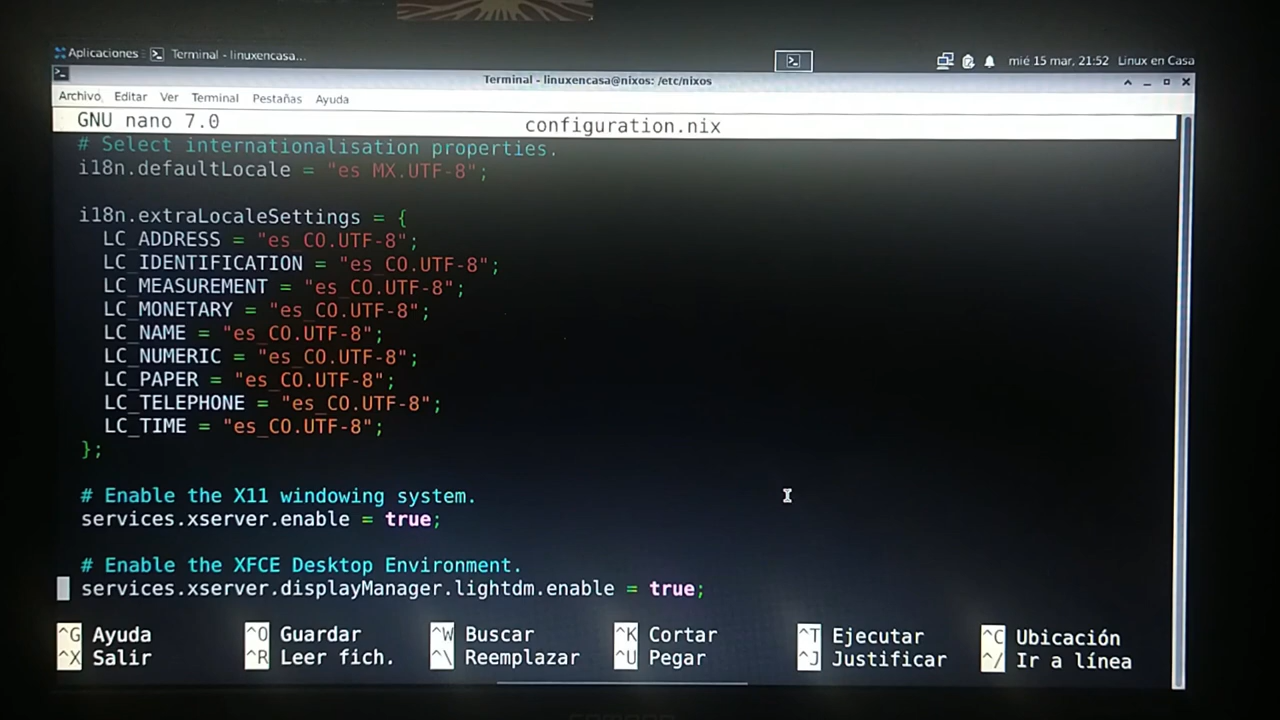 Aplicaciones Terminal - linuxencasa... mié 15 mar, 21:52 Linux en Casa
Terminal - linuxencasa@nixos: /etc/nixos
Archivo Editar Ver Terminal Pestañas Ayuda
GNU nano 7.0 configuration.nix
# Select internationalisation properties.
i18n.defaultLocale = "es_MX.UTF-8";
i18n.extraLocaleSettings = {
LC_ADDRESS = "es_CO.UTF-8";
LC_IDENTIFICATION = "es_CO.UTF-8";
LC_MEASUREMENT = "es_CO.UTF-8";
LC_MONETARY = "es_CO.UTF-8";
LC_NAME = "es_CO.UTF-8";
LC_NUMERIC = "es_CO.UTF-8";
LC_PAPER = "es_CO.UTF-8";
LC_TELEPHONE = "es_CO.UTF-8";
LC_TIME = "es_CO.UTF-8";
};
# Enable the X11 windowing system.
services.xserver.enable = true;
# Enable the XFCE Desktop Environment.
services.xserver.displayManager.lightdm.enable = true;
^G Ayuda ^O Guardar ^W Buscar ^K Cortar ^T Ejecutar ^C Ubicación
^X Salir ^R Leer fich. ^\ Reemplazar ^U Pegar ^J Justificar ^/ Ir a línea